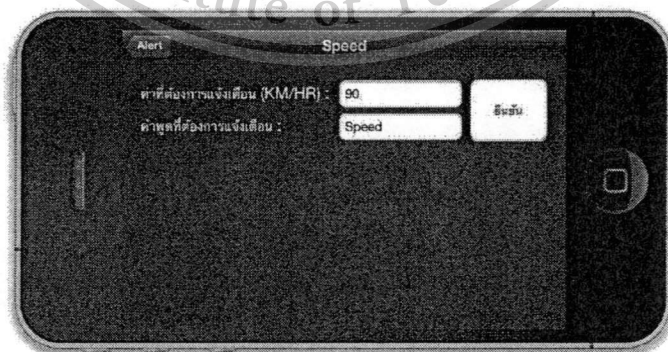 tute of T
Alert Speed
ค่าที่ต้องการแจ้งเตือน (KM/HR) : 90
ยืนยัน
คำพูดที่ต้องการแจ้งเตือน : Speed